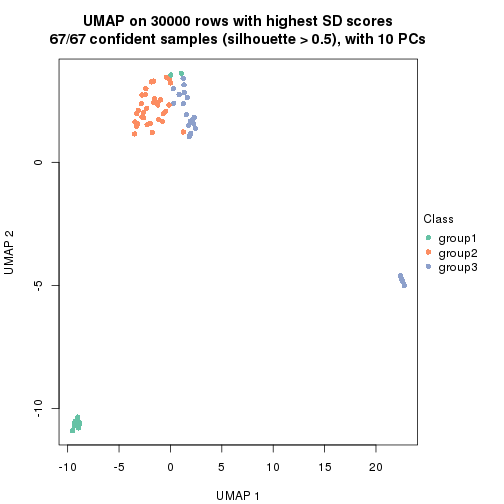 UMAP on 30000 rows with highest SD scores
67/67 confident samples (silhouette > 0.5), with 10 PCs
UMAP 2
0
-5
-10
-10
-5
0
5
10
15
20
UMAP 1
Class
group1
group2
group3